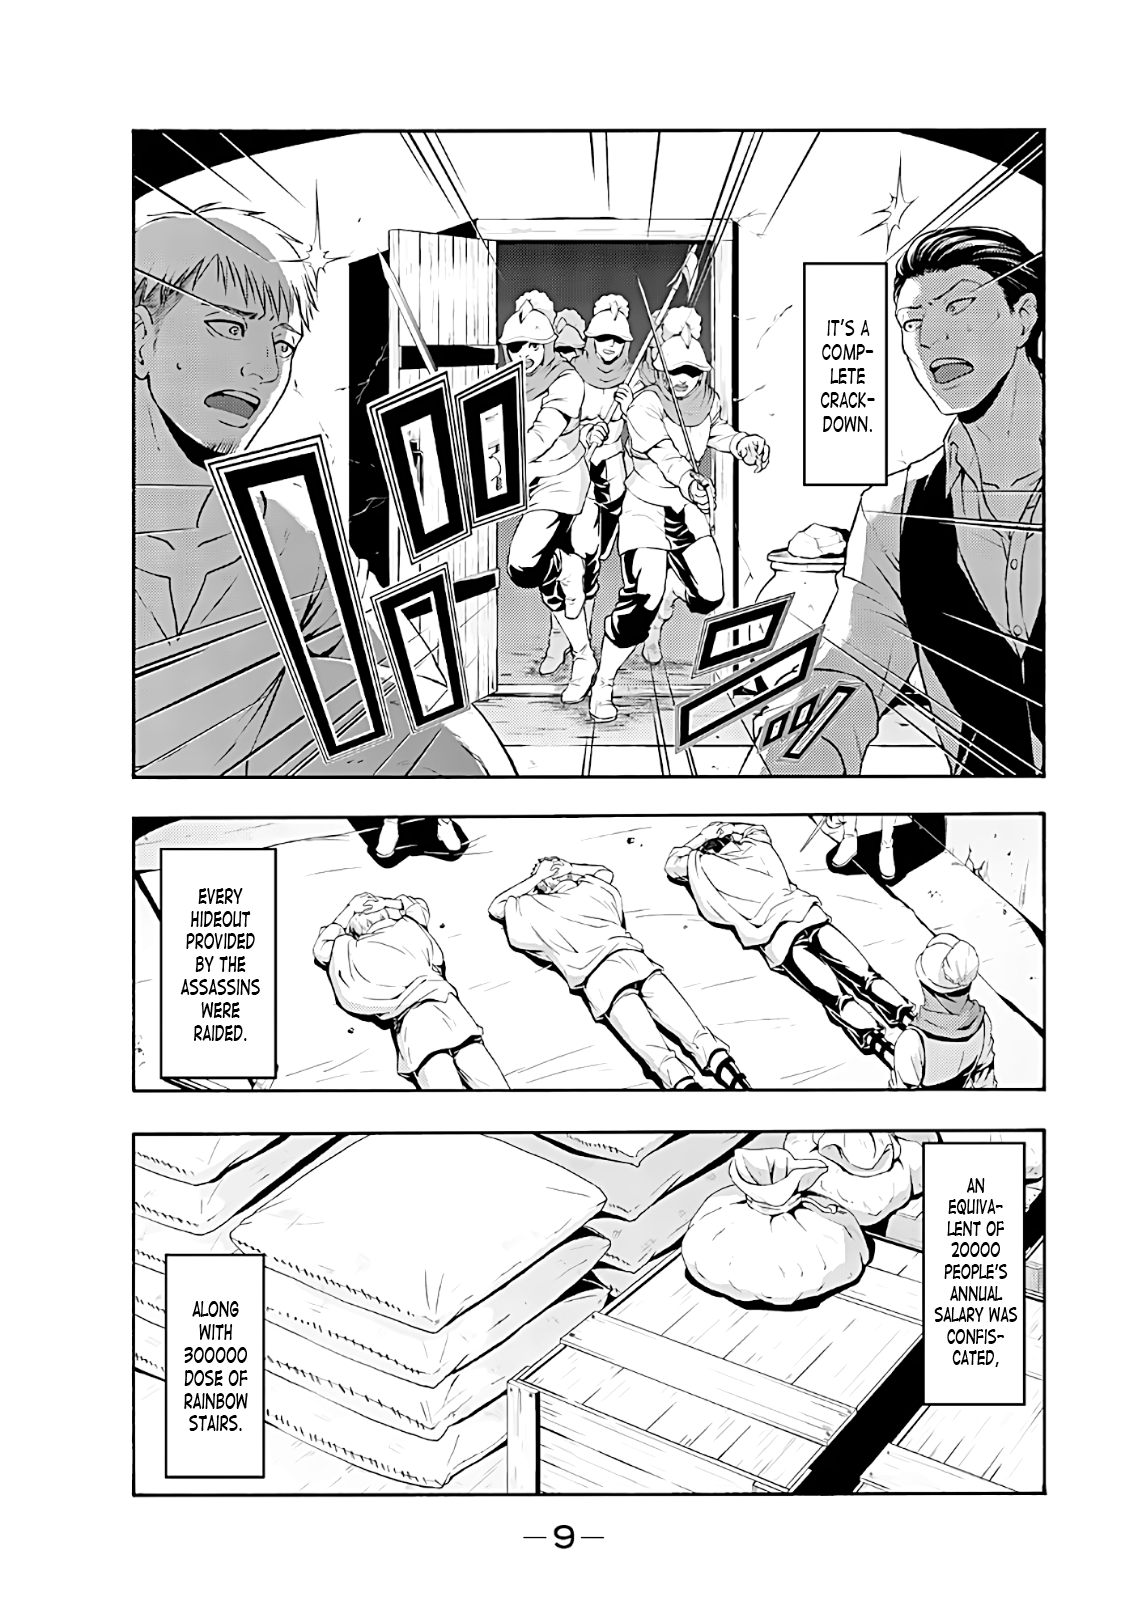 IT'S A
COMP-
LETE
CRACK-
DOWN.
EVERY
HIDEOUT
PROVIDED
BY THE
ASSASSINS
WERE
RAIDED.
AN
EQUIVA-
LENT OF
20000
PEOPLE'S
ANNUAL
SALARY WAS
CONFIS-
CATED,
ALONG
WITH
300000
DOSE OF
RAINBOW
STAIRS.
—9—